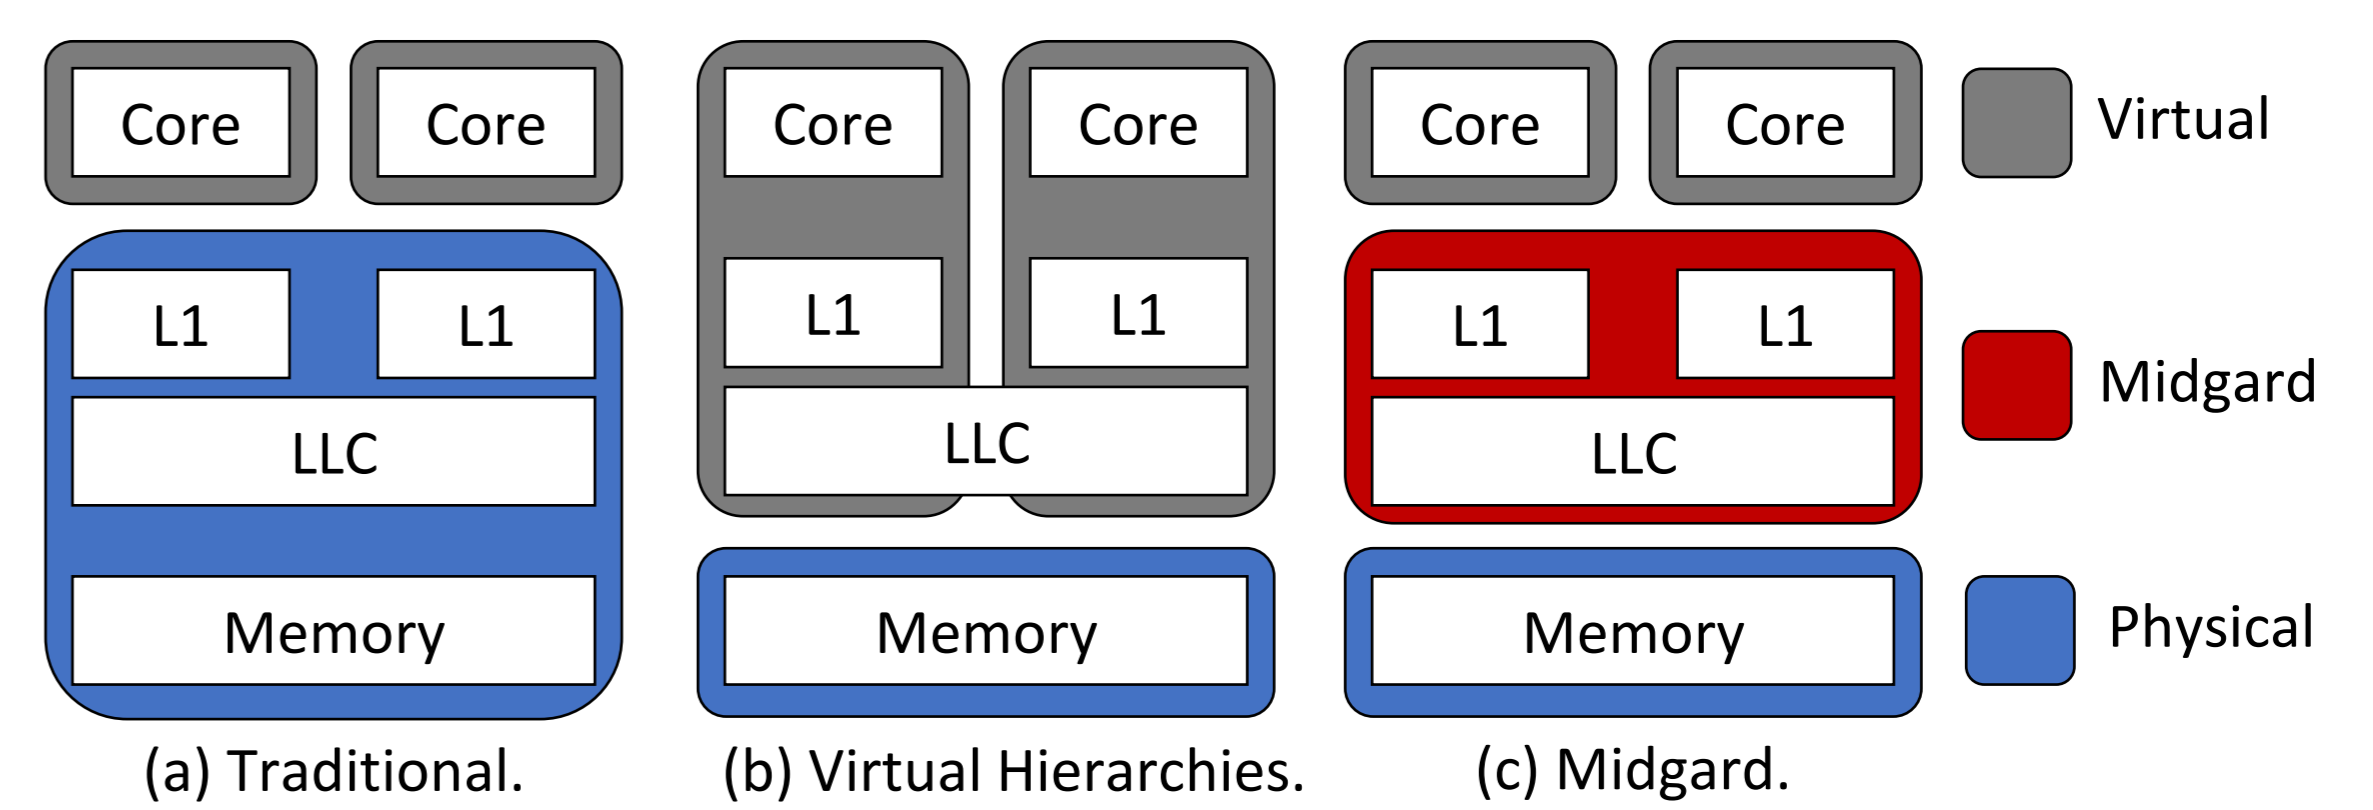 Core
Core
L1
L1
LLC
Memory
(a) Traditional.
Core
Core
L1
L1
LLC
Memory
(b) Virtual Hierarchies.
Core
Core
L1
L1
LLC
Memory
(c) Midgard.
Virtual
Midgard
Physical